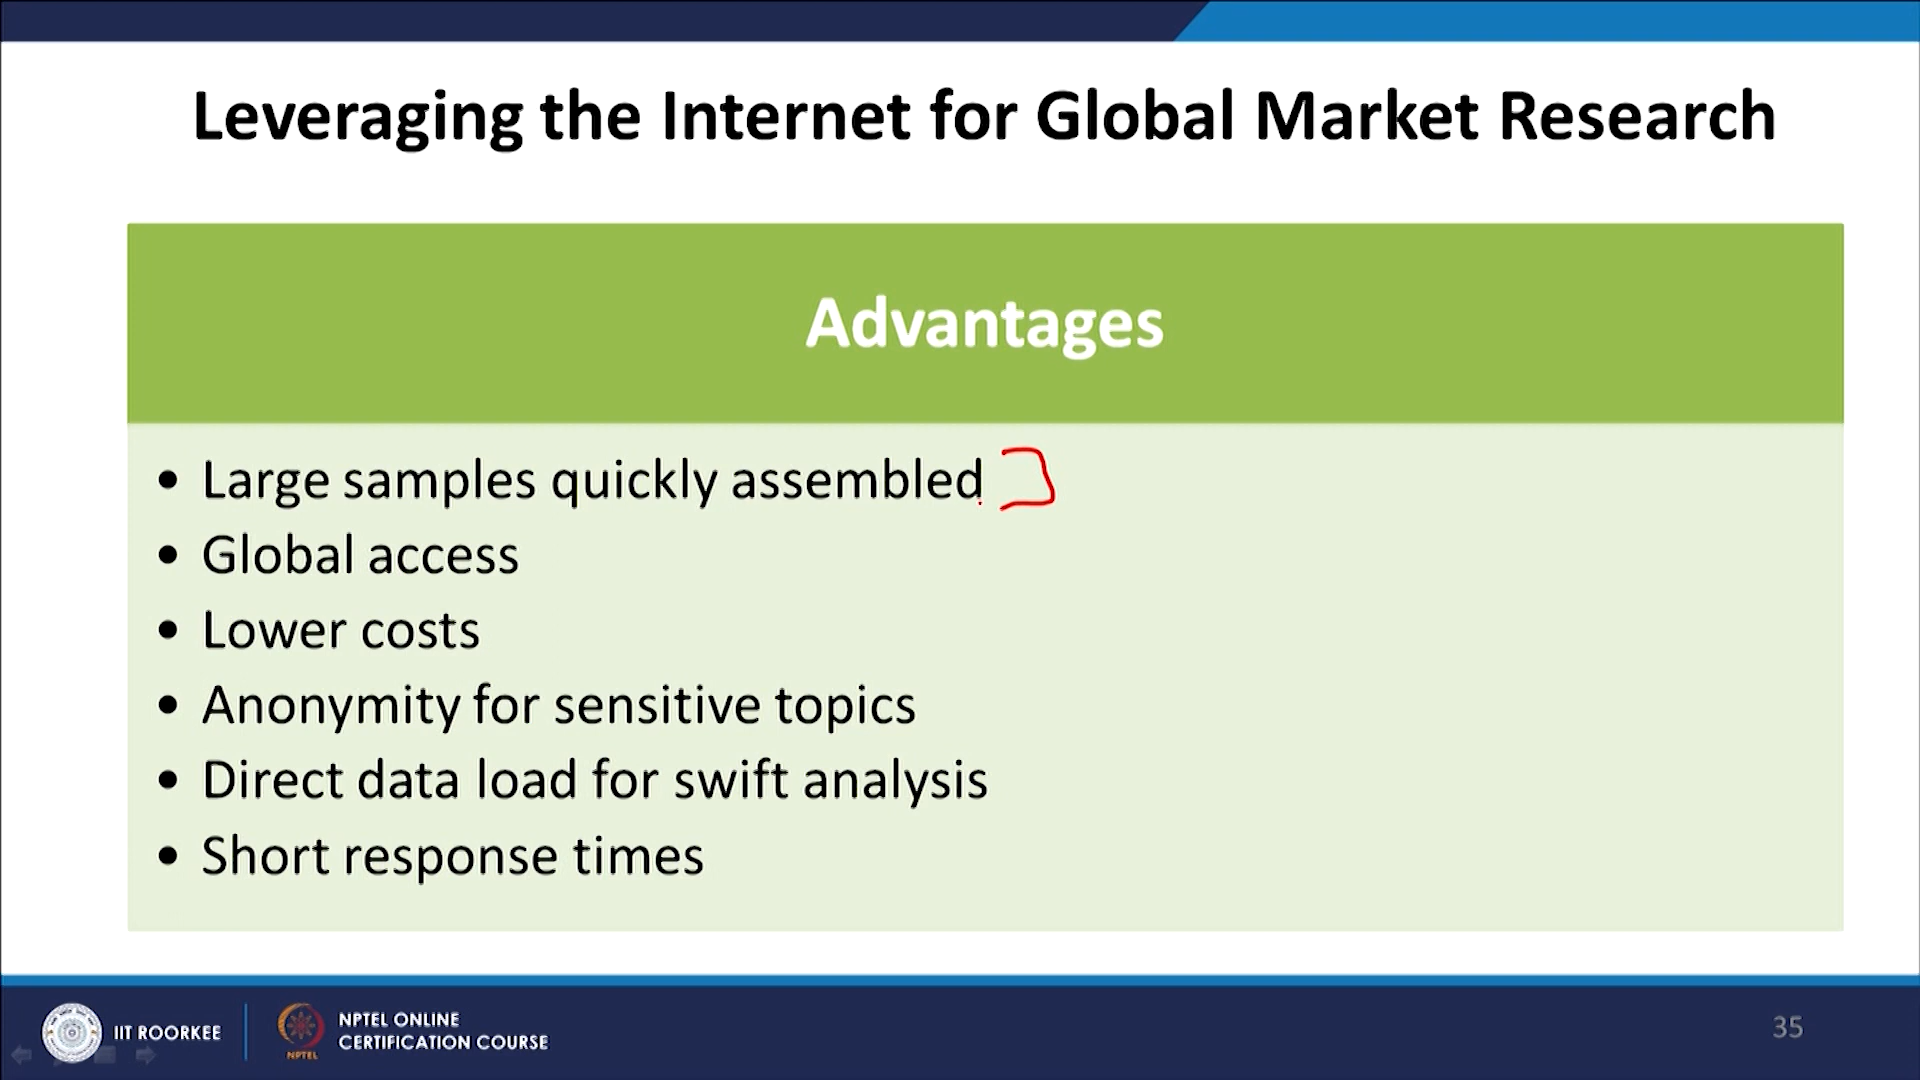 Leveraging the Internet for Global Market Research
Advantages
• Large samples quickly assembled
• Global access
• Lower costs
• Anonymity for sensitive topics
• Direct data load for swift analysis
• Short response times
IIT ROORKEE
NPTEL
NPTEL ONLINE
CERTIFICATION COURSE
35